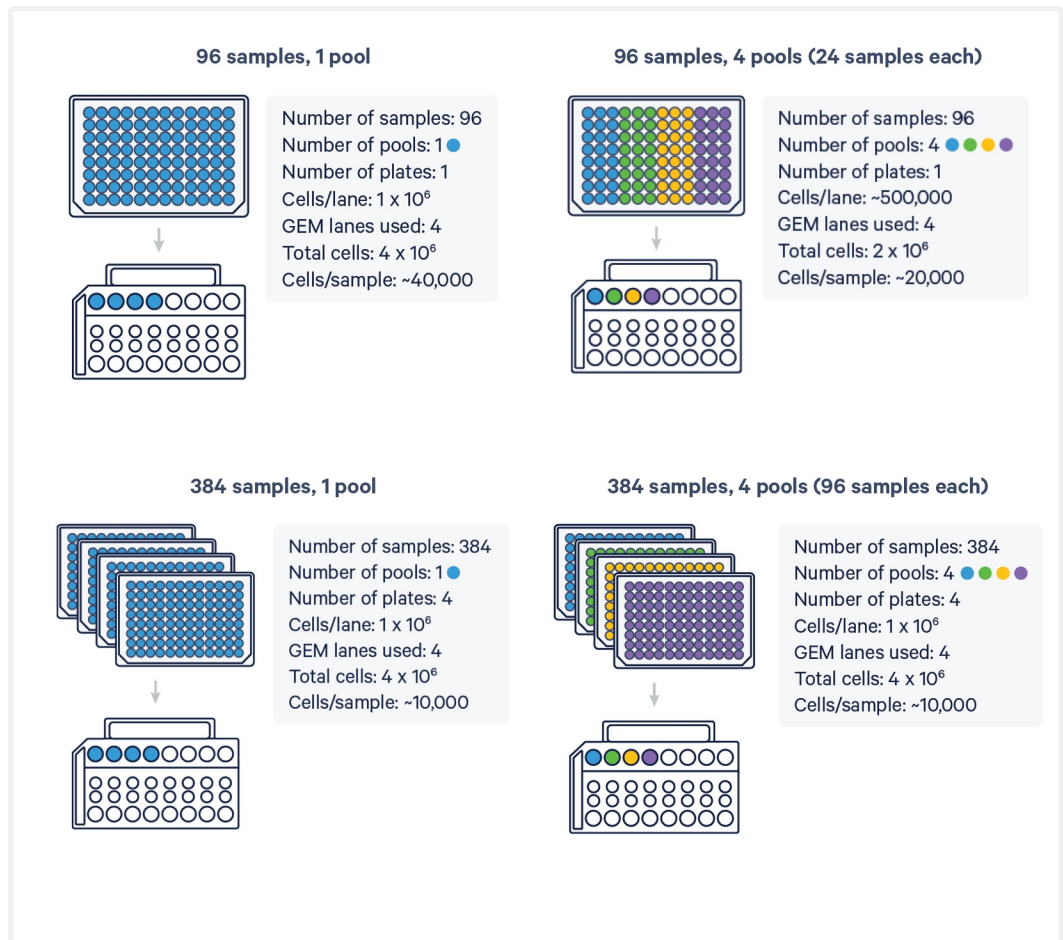 96 samples, 1 pool
Number of samples: 96
Number of pools: 1
Number of plates: 1
Cells/lane: 1 x 10⁶
GEM lanes used: 4
Total cells: 4 x 10⁶
Cells/sample: ~40,000
96 samples, 4 pools (24 samples each)
Number of samples: 96
Number of pools: 4
Number of plates: 1
Cells/lane: ~500,000
GEM lanes used: 4
Total cells: 2 x 10⁶
Cells/sample: ~20,000
384 samples, 1 pool
Number of samples: 384
Number of pools: 1
Number of plates: 4
Cells/lane: 1 x 10⁶
GEM lanes used: 4
Total cells: 4 x 10⁶
Cells/sample: ~10,000
384 samples, 4 pools (96 samples each)
Number of samples: 384
Number of pools: 4
Number of plates: 4
Cells/lane: 1 x 10⁶
GEM lanes used: 4
Total cells: 4 x 10⁶
Cells/sample: ~10,000